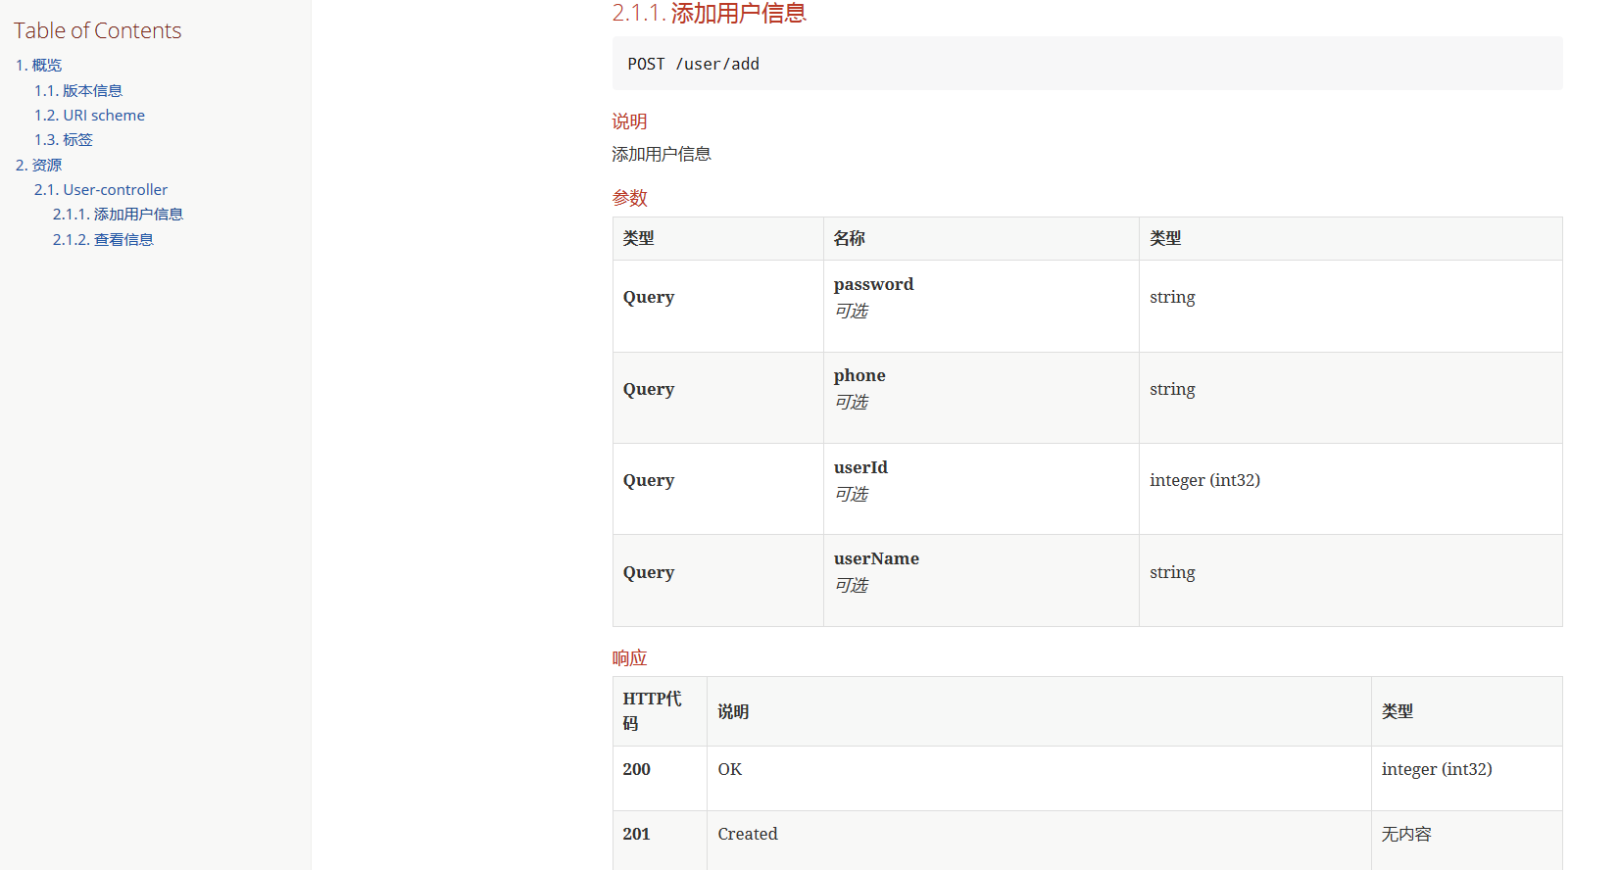 Table of Contents
1. 概览
1.1. 版本信息
1.2. URI scheme
1.3. 标签
2. 资源
2.1. User-controller
2.1.1. 添加用户信息
2.1.2. 查看信息
2.1.1. 添加用户信息
POST /user/add
说明
添加用户信息
参数
类型 名称 类型
Query password 可选 string
Query phone 可选 string
Query userId 可选 integer (int32)
Query userName 可选 string
响应
HTTP代码 说明 类型
200 OK integer (int32)
201 Created 无内容